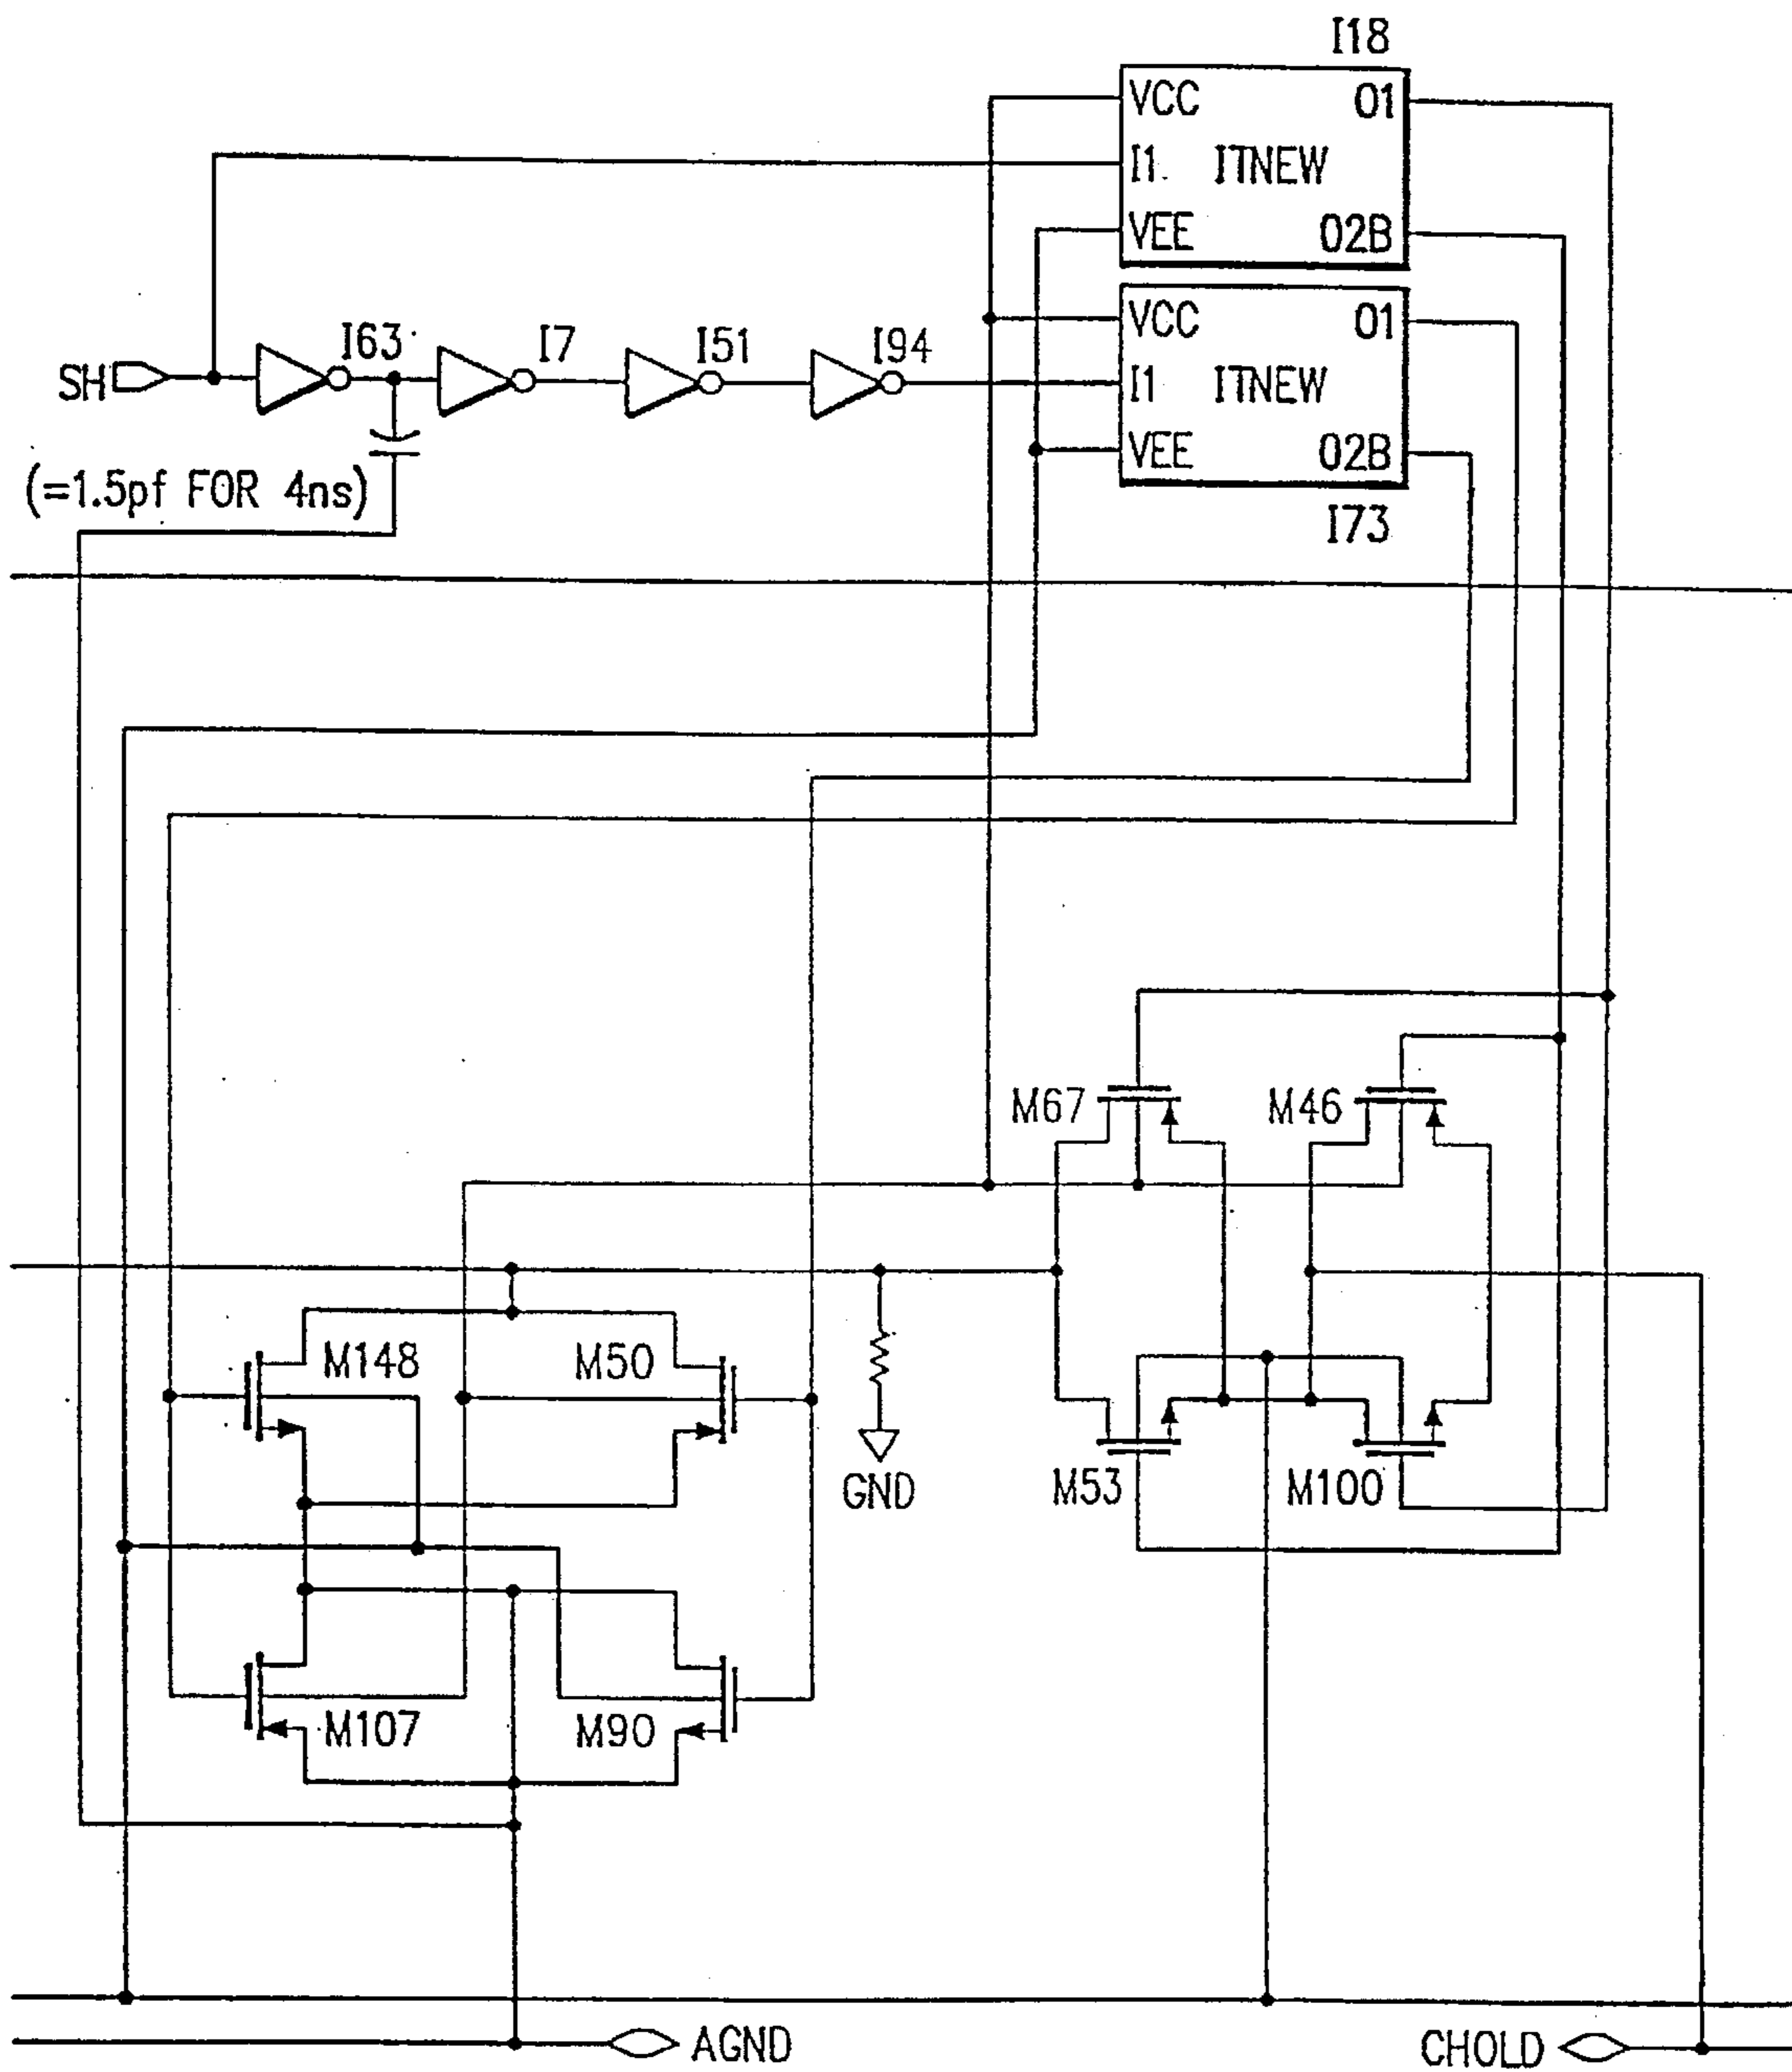 I18
VCC O1
I1 ITNEW
VEE O2B
VCC O1
I1 ITNEW
VEE O2B
I73
SH
I63
I7
I51
I94
(=1.5pf FOR 4ns)
M67
M46
M148
M50
GND
M53
M100
M107
M90
AGND
CHOLD